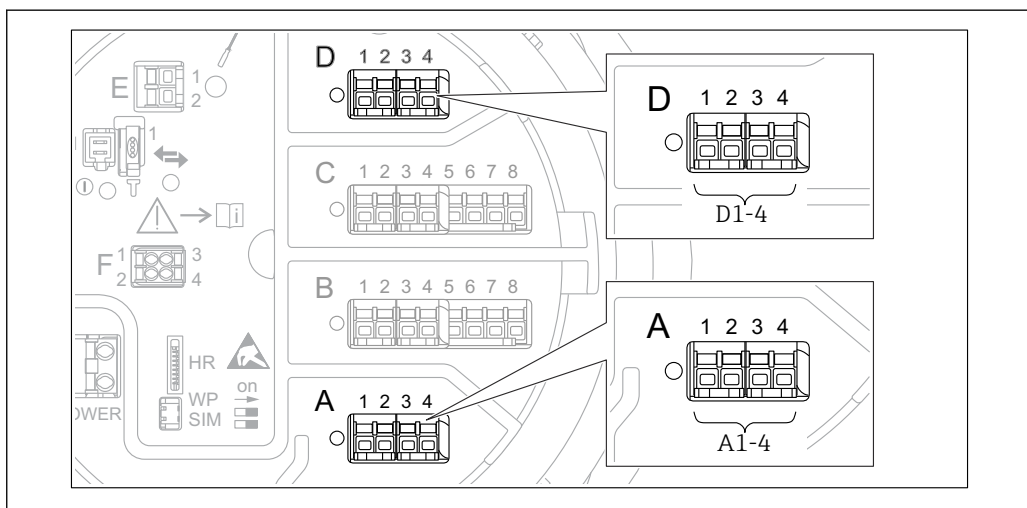 D 1 2 3 4
E 1
2
1
D 1 2 3 4
D1-4
C 1 2 3 4 5 6 7 8
i
F 1 3
2 4
B 1 2 3 4 5 6 7 8
A 1 2 3 4
A1-4
HR
WP on
SIM
OWER
A 1 2 3 4